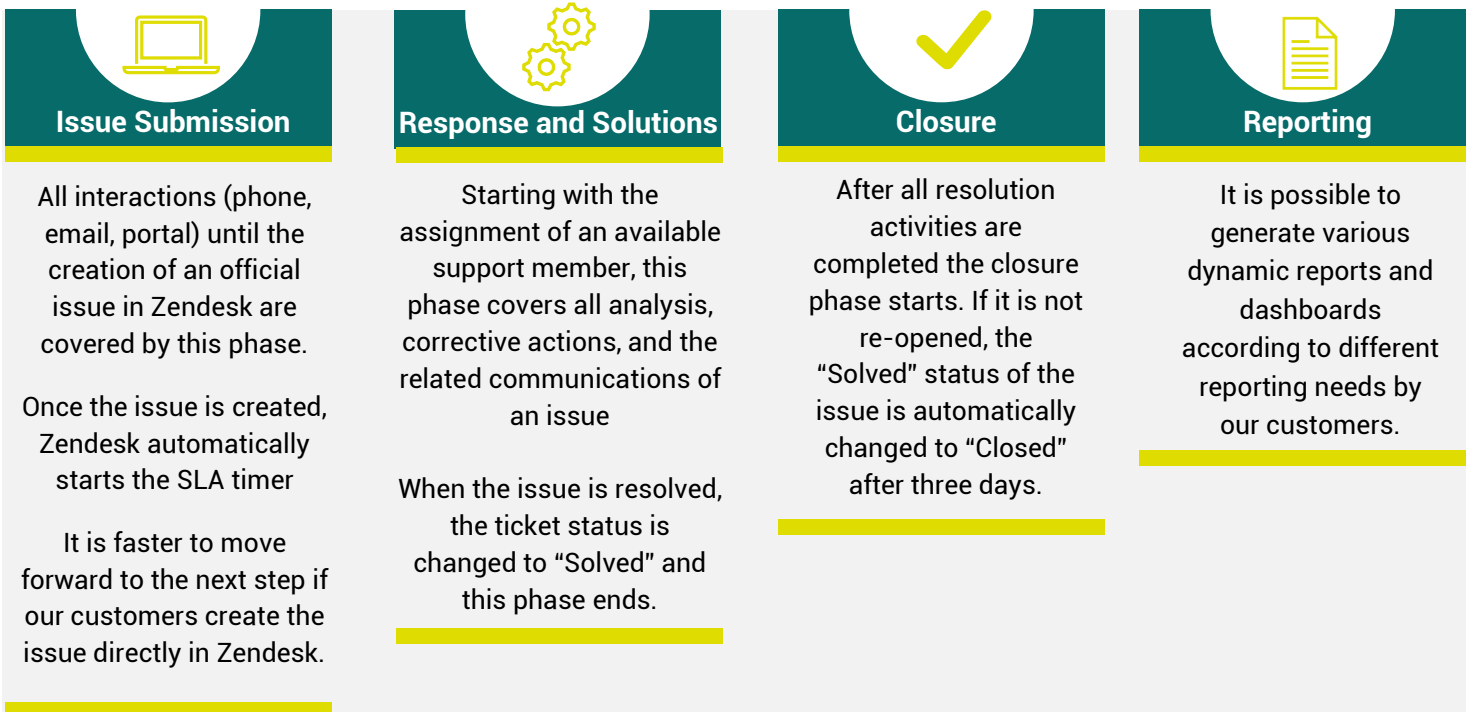 Issue Submission
All interactions (phone,
email, portal) until the
creation of an official
issue in Zendesk are
covered by this phase.
Once the issue is created,
Zendesk automatically
starts the SLA timer
It is faster to move
forward to the next step if
our customers create the
issue directly in Zendesk.
Response and Solutions
Starting with the
assignment of an available
support member, this
phase covers all analysis,
corrective actions, and the
related communications of
an issue
When the issue is resolved,
the ticket status is
changed to “Solved” and
this phase ends.
Closure
After all resolution
activities are
completed the closure
phase starts. If it is not
re-opened, the
“Solved” status of the
issue is automatically
changed to “Closed”
after three days.
Reporting
It is possible to
generate various
dynamic reports and
dashboards
according to different
reporting needs by
our customers.